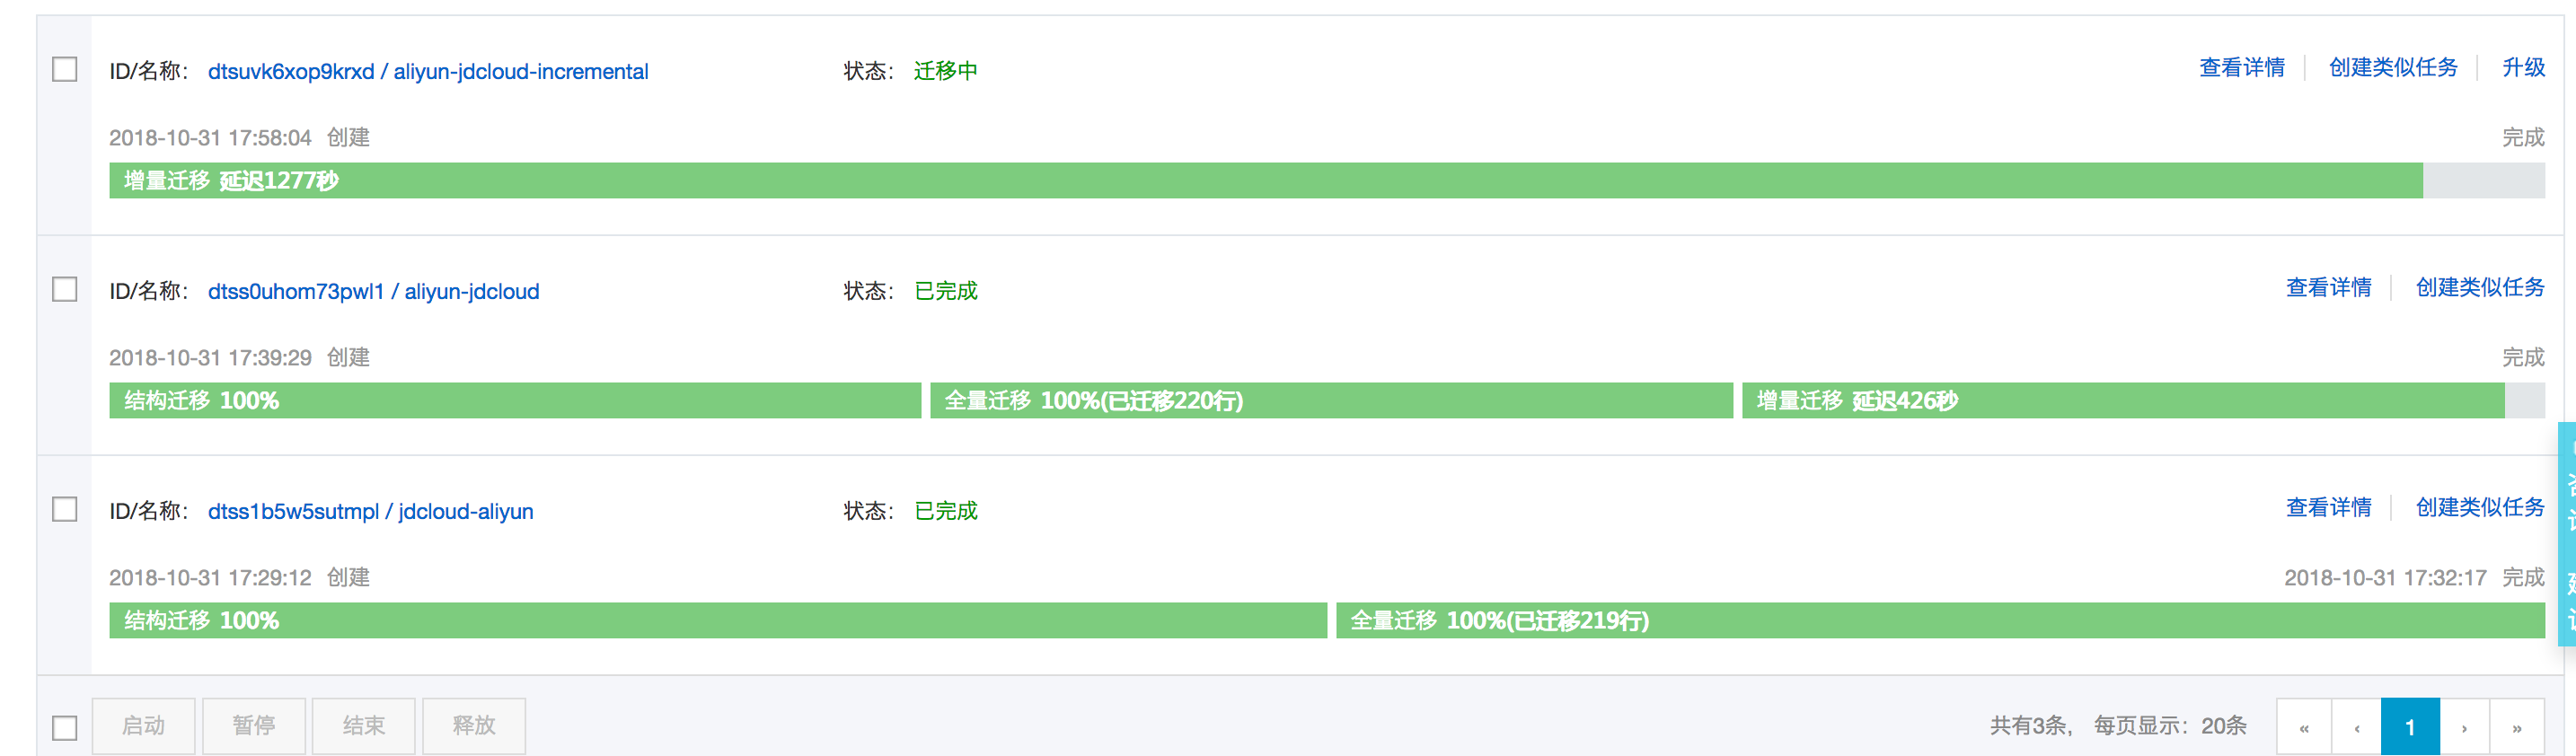 ID/名称： dtsuvk6xop9krxd / aliyun-jdcloud-incremental 状态： 迁移中 查看详情 创建类似任务 升级
2018-10-31 17:58:04 创建 完成
增量迁移 延迟1277秒
ID/名称： dtss0uhom73pwl1 / aliyun-jdcloud 状态： 已完成 查看详情 创建类似任务
2018-10-31 17:39:29 创建 完成
结构迁移 100% 全量迁移 100%(已迁移220行) 增量迁移 延迟426秒
ID/名称： dtss1b5w5sutmpl / jdcloud-aliyun 状态： 已完成 查看详情 创建类似任务
2018-10-31 17:29:12 创建 2018-10-31 17:32:17 完成
结构迁移 100% 全量迁移 100%(已迁移219行)
启动 暂停 结束 释放 共有3条， 每页显示：20条 « ‹ 1 › »